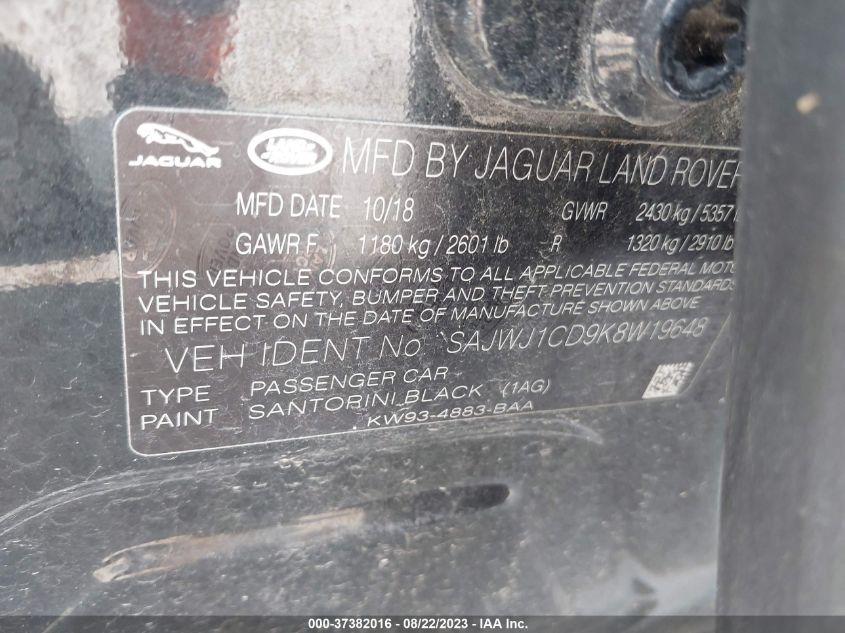 JAGUAR LAND ROVER MFD BY JAGUAR LAND ROVER
MFD DATE 10/18 GVWR 2430 kg / 5357
GAWR F 1180 kg / 2601 lb R 1320 kg / 2910 lb
THIS VEHICLE CONFORMS TO ALL APPLICABLE FEDERAL MOTO
VEHICLE SAFETY, BUMPER AND THEFT PREVENTION STANDARDS
IN EFFECT ON THE DATE OF MANUFACTURE SHOWN ABOVE
VEH IDENT No SAJWJ1CD9K8W19648
TYPE PASSENGER CAR
PAINT SANTORINI BLACK (1AG)
KW93-4883-BAA
000-37382016 - 08/22/2023 - Copyright © IAA, Inc.